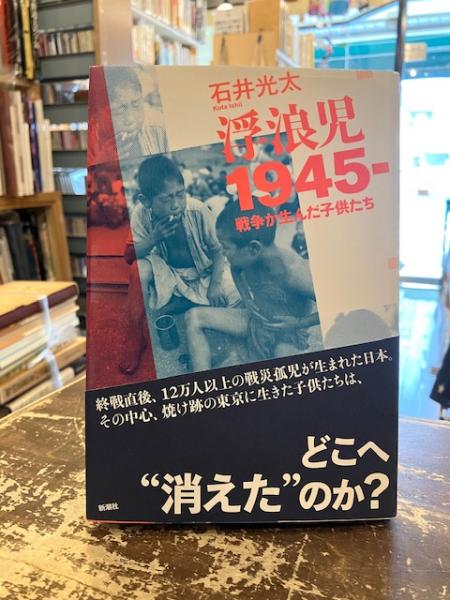 石井光太
Kota Ishii
浮浪児
1945-
戦争が生んだ子供たち
終戦直後、12万人以上の戦災孤児が生まれた日本。
その中心、焼け跡の東京に生きた子供たちは、
どこへ
“消えた”のか?
新潮社